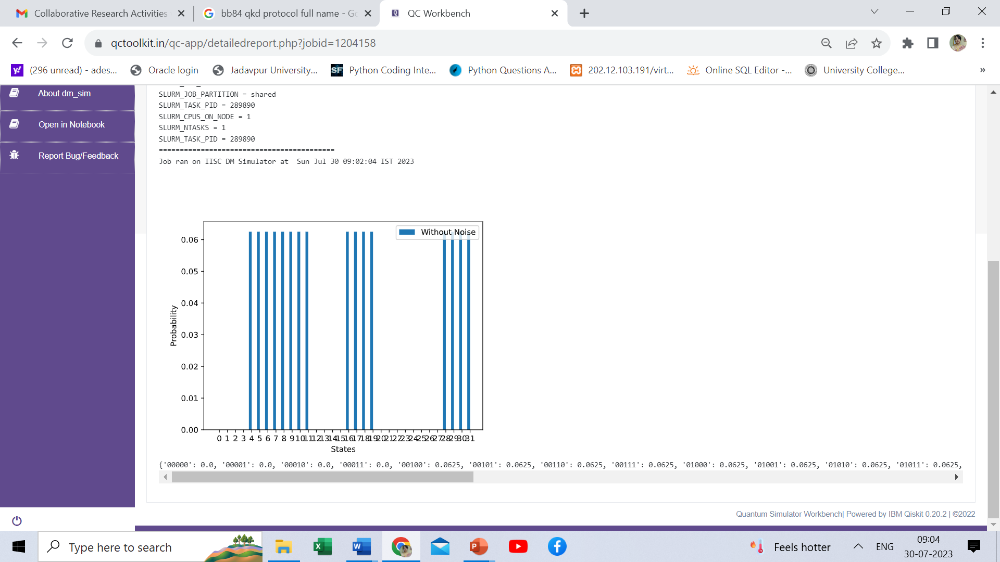 Collaborative Research Activities
bb84 qkd protocol full name - Go
QC Workbench
qctoolkit.in/qc-app/detailedreport.php?jobid=1204158
(296 unread) - ades...
Oracle login
Jadavpur University...
SF
Python Coding Inte...
Python Questions A...
202.12.103.191/virt...
Online SQL Editor -...
University College...
»
About dm_sim
Open in Notebook
Report Bug/Feedback
SLURM_JOB_PARTITION = shared
SLURM_TASK_PID = 289890
SLURM_CPUS_ON_NODE = 1
SLURM_NTASKS = 1
SLURM_TASK_PID = 289890
==========================================
Job ran on IISC DM Simulator at  Sun Jul 30 09:02:04 IST 2023
Without Noise
0.06
0.05
0.04
0.03
0.02
0.01
0.00
Probability
0 1 2 3 4 5 6 7 8 9 10 11 12 13 14 15 16 17 18 19 20 21 22 23 24 25 26 27 28 29 30 31
States
{'00000': 0.0, '00001': 0.0, '00010': 0.0, '00011': 0.0, '00100': 0.0625, '00101': 0.0625, '00110': 0.0625, '00111': 0.0625, '01000': 0.0625, '01001': 0.0625, '01010': 0.0625, '01011': 0.0625,
Quantum Simulator Workbench| Powered by IBM Qiskit 0.20.2 | ©2022
Type here to search
Feels hotter
ENG
09:04
30-07-2023